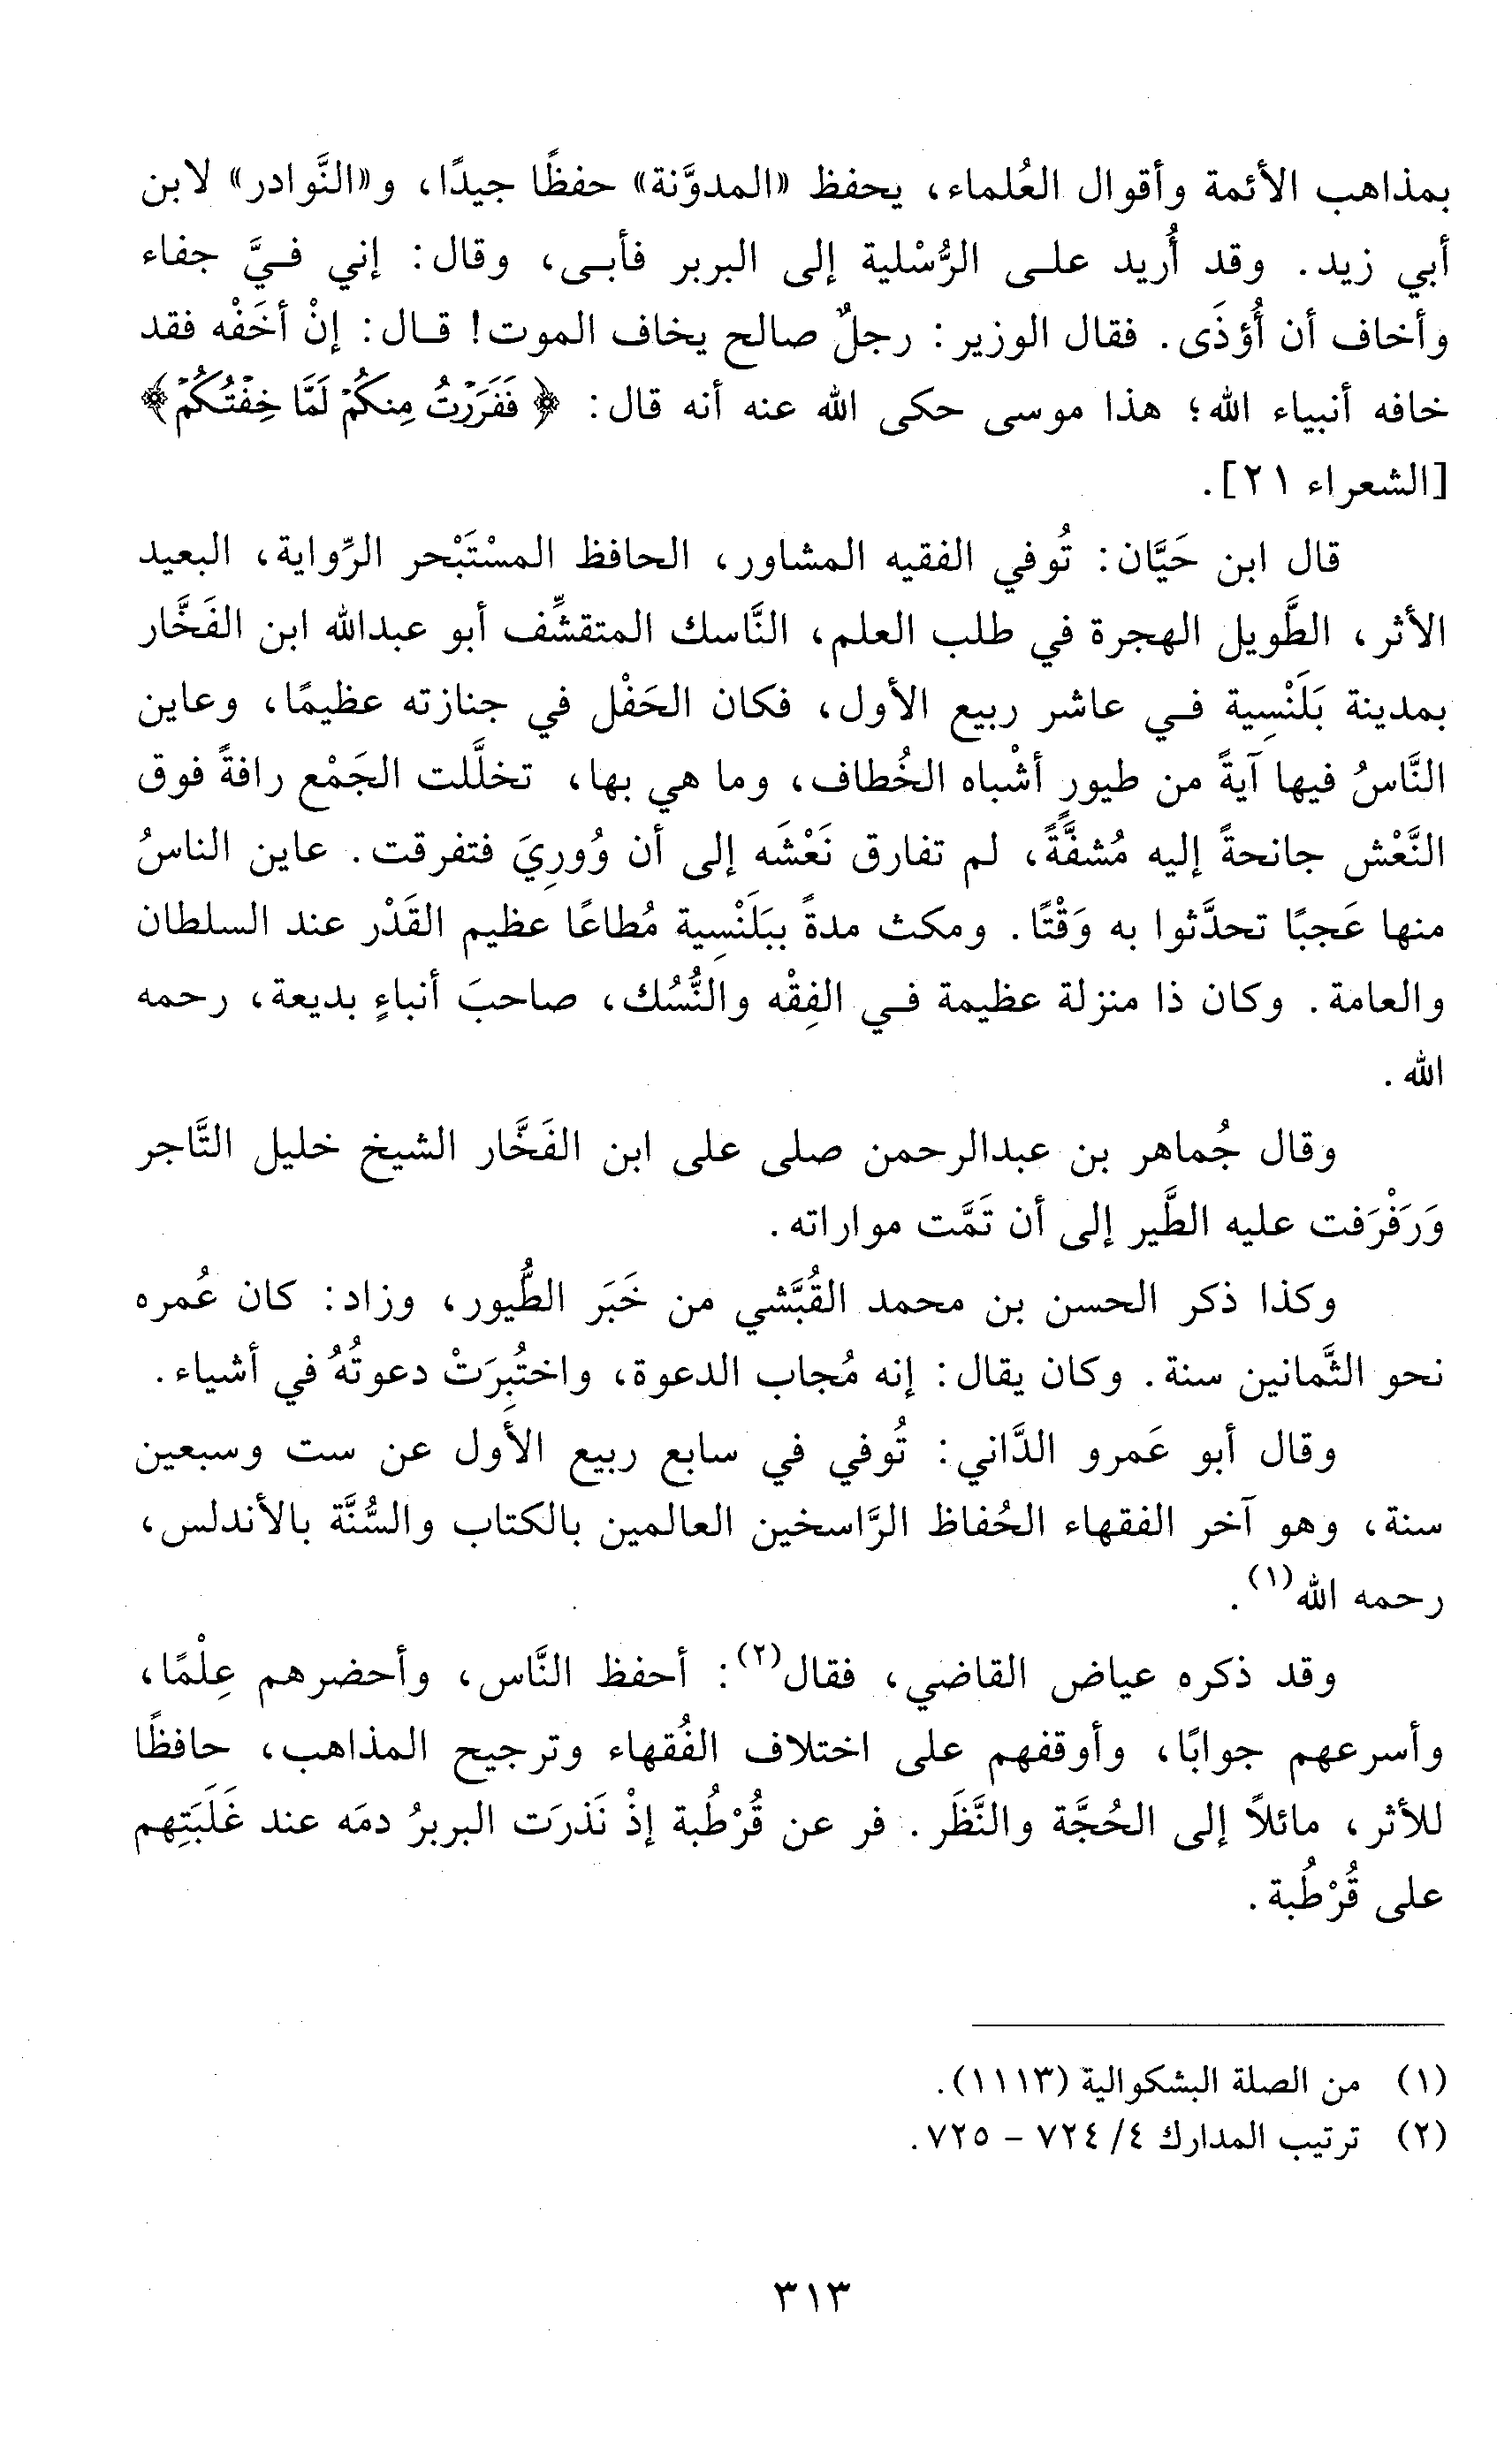 بمذاهب الأئمة وأقوال العُلماء، يحفظ «المدوَّنة» حفظًا جيدًا، و«النَّوادر» لابن
أبي زيد. وقد أُريد على الرُّسْلية إلى البربر فأبى، وقال: إني فيَّ جفاء
وأخاف أن أُؤذَى. فقال الوزير: رجلٌ صالح يخاف الموت! قال: إنْ أخَفْه فقد
خافه أنبياء الله؛ هذا موسى حكى الله عنه أنه قال: ﴿فَفَرَرْتُ مِنكُمْ لَمَّا خِفْتُكُمْ﴾
[الشعراء ٢١].
قال ابن حَيَّان: تُوفي الفقيه المشاور، الحافظ المسْتَبْحر الرِّواية، البعيد
الأثر، الطَّويل الهجرة في طلب العلم، النَّاسك المتقشِّف أبو عبدالله ابن الفَخَّار
بمدينة بَلَنْسِية في عاشر ربيع الأول، فكان الحَفْل في جنازته عظيمًا، وعاين
النَّاسُ فيها آيةً من طيورٍ أشْباه الخُطاف، وما هي بها، تخلَّلت الجَمْع رافةً فوق
النَّعْش جانحةً إليه مُشفَّةً، لم تفارق نَعْشَه إلى أن وُورِيَ فتفرقت. عاين الناسُ
منها عَجبًا تحدَّثوا به وَقْتًا. ومكث مدةً ببَلَنْسِية مُطاعًا عظيم القَدْر عند السلطان
والعامة. وكان ذا منزلة عظيمة في الفِقْه والنُّسُك، صاحبَ أنباءٍ بديعة، رحمه
الله.
وقال جُماهر بن عبدالرحمن صلى على ابن الفَخَّار الشيخ خليل التَّاجر
وَرَفْرَفت عليه الطَّير إلى أن تَمَّت مواراته.
وكذا ذكر الحسن بن محمد القُبَّشي من خَبَر الطُّيور، وزاد: كان عُمره
نحو الثَّمانين سنة. وكان يقال: إنه مُجاب الدعوة، واختُبِرَتْ دعوتُهُ في أشياء.
وقال أبو عَمرو الدَّاني: تُوفي في سابع ربيع الأول عن ست وسبعين
سنة، وهو آخر الفقهاء الحُفاظ الرَّاسخين العالمين بالكتاب والسُّنَّة بالأندلس،
رحمه الله(١).
وقد ذكره عياض القاضي، فقال(٢): أحفظ النَّاس، وأحضرهم عِلْمًا،
وأسرعهم جوابًا، وأوقفهم على اختلاف الفُقهاء وترجيح المذاهب، حافظًا
للأثر، مائلاً إلى الحُجَّة والنَّظَر. فر عن قُرْطُبة إذْ نَذرَت البربرُ دمَه عند غَلَبَتِهم
على قُرْطُبة.
(١) من الصلة البشكوالية (١١١٣).
(٢) ترتيب المدارك ٤/ ٧٢٤ - ٧٢٥.
٣١٣